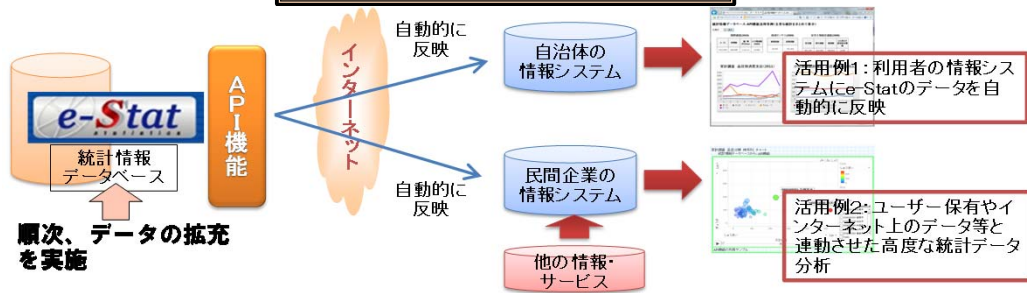 e-Stat
statistics
統計情報
データベース
順次、データの拡充
を実施
API機能
インターネット
自動的に
反映
自動的に
反映
自治体の
情報システム
民間企業の
情報システム
他の情報・
サービス
活用例1:利用者の情報シス
テムにe-Statのデータを自
動的に反映
活用例2:ユーザー保有やイ
ンターネット上のデータ等と
連動させた高度な統計データ
分析